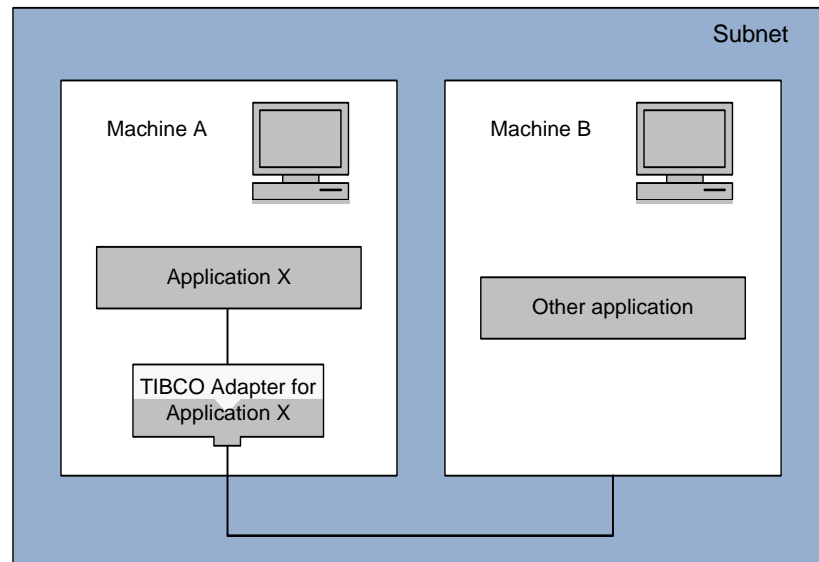 Subnet
Machine A
Machine B
Application X
Other application
TIBCO Adapter for
Application X